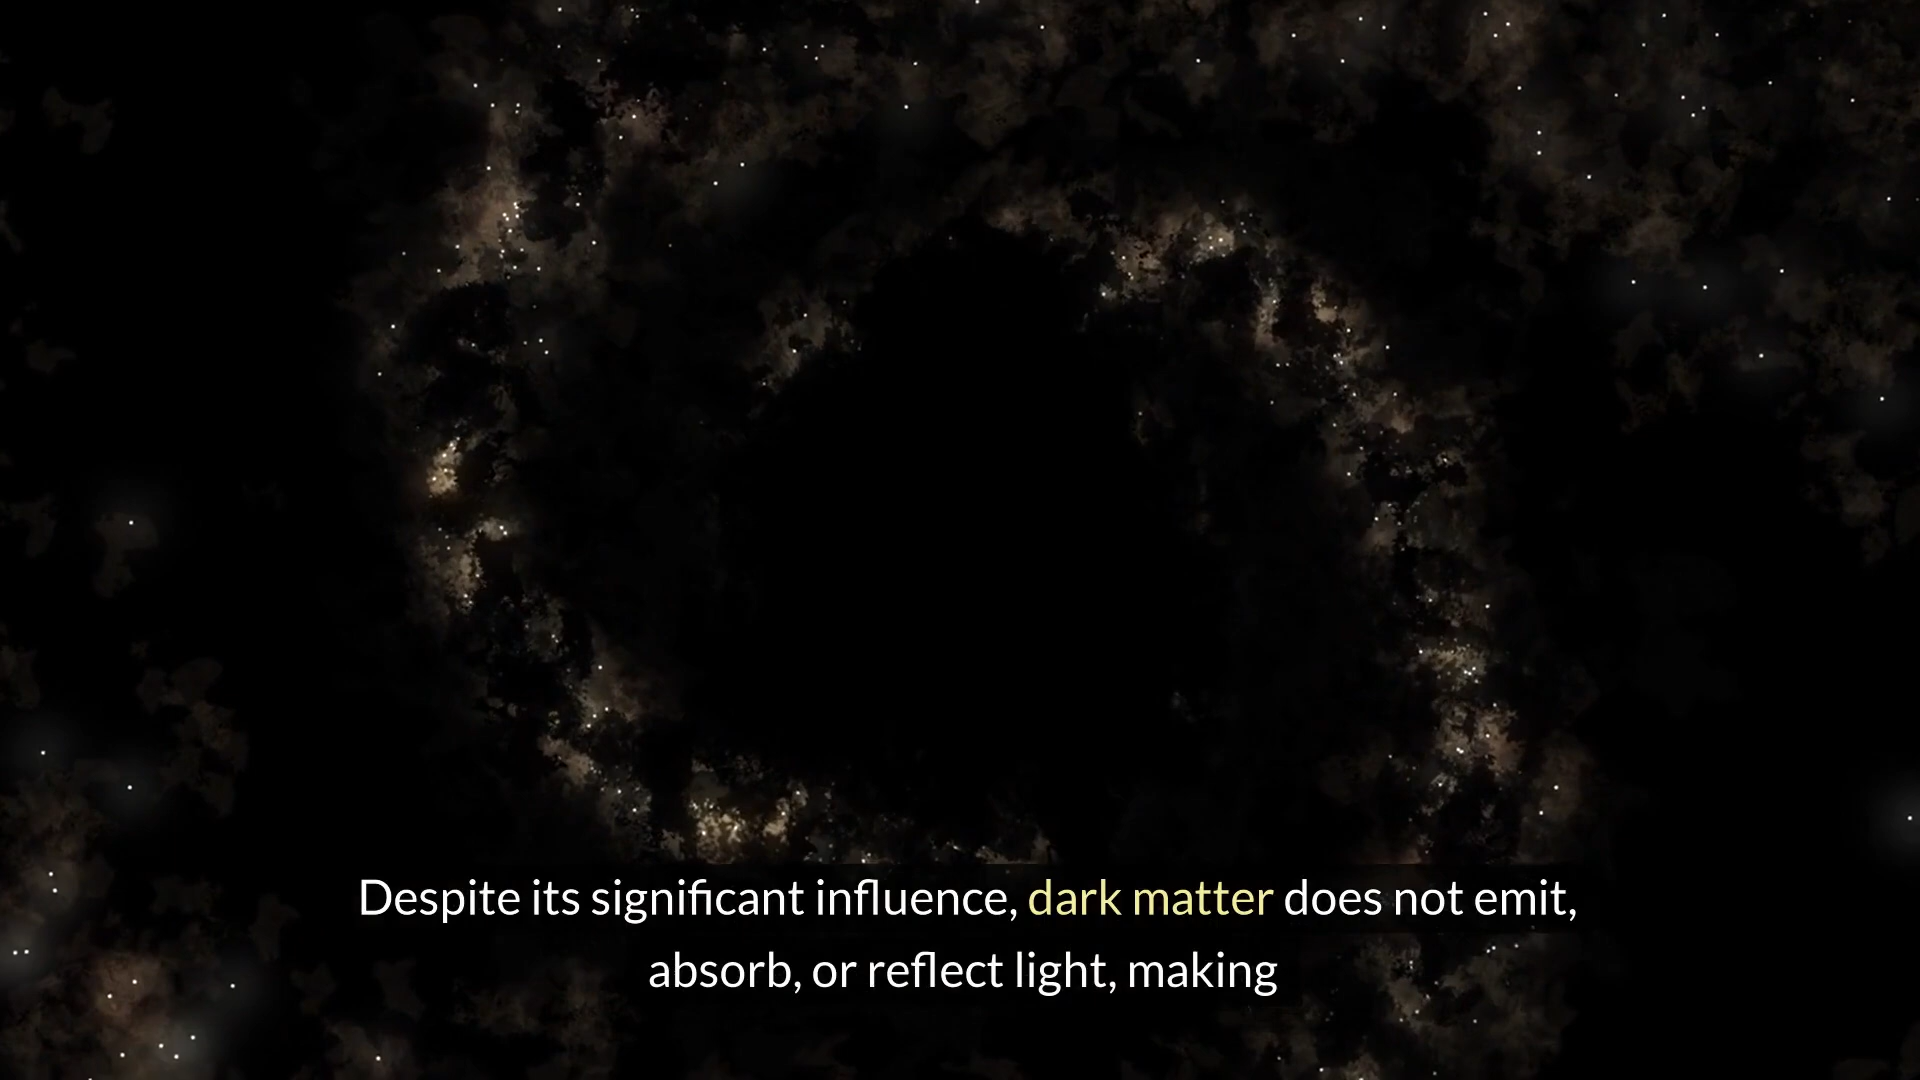 Despite its significant influence, dark matter does not emit,
absorb, or reflect light, making